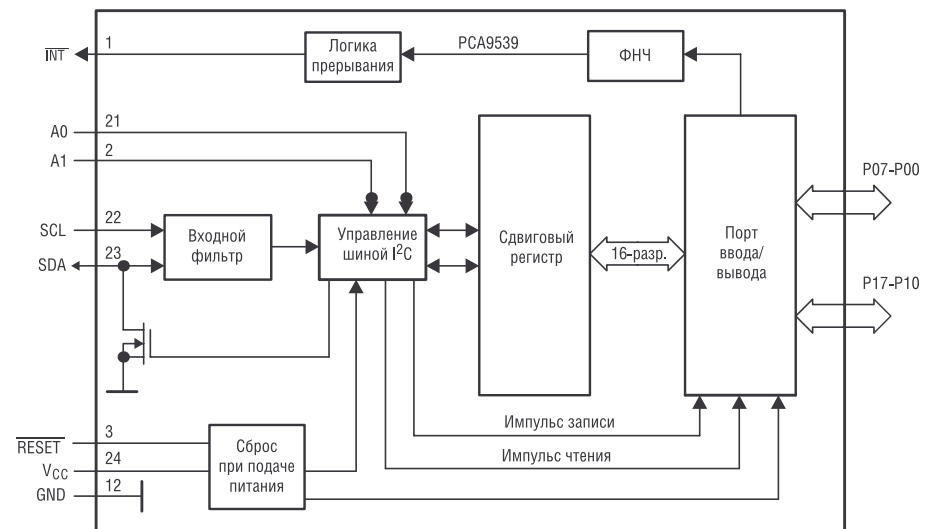 1
INT
Логика
прерывания
PCA9539
ФНЧ
21
A0
2
A1
22
SCL
23
SDA
Входной
фильтр
Управление
шиной I²C
Сдвиговый
регистр
16-разр.
Порт
ввода/
вывода
P07-P00
P17-P10
Импульс записи
Импульс чтения
3
RESET
24
VCC
12
GND
Сброс
при подаче
питания